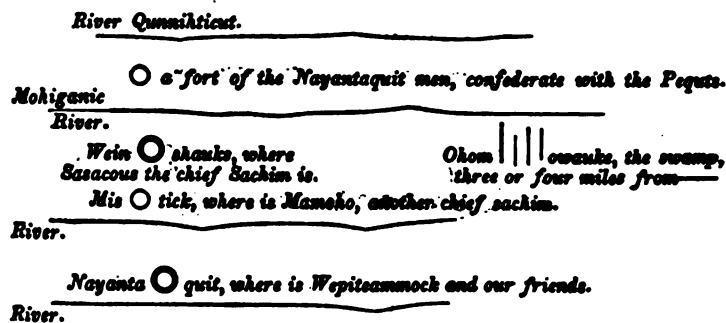 River Qunnihticut.
a fort of the Nayantaquit men, confederate with the Pequts.
Mohiganic
River.
Wein shauks, where
Sasacous the chief Sachim is.
Ohom owauke, the swamp,
three or four miles from
Mis tick, where is Mamoho, another chief sachim.
River.
Nayanta quit, where is Wepiteammock and our friends.
River.